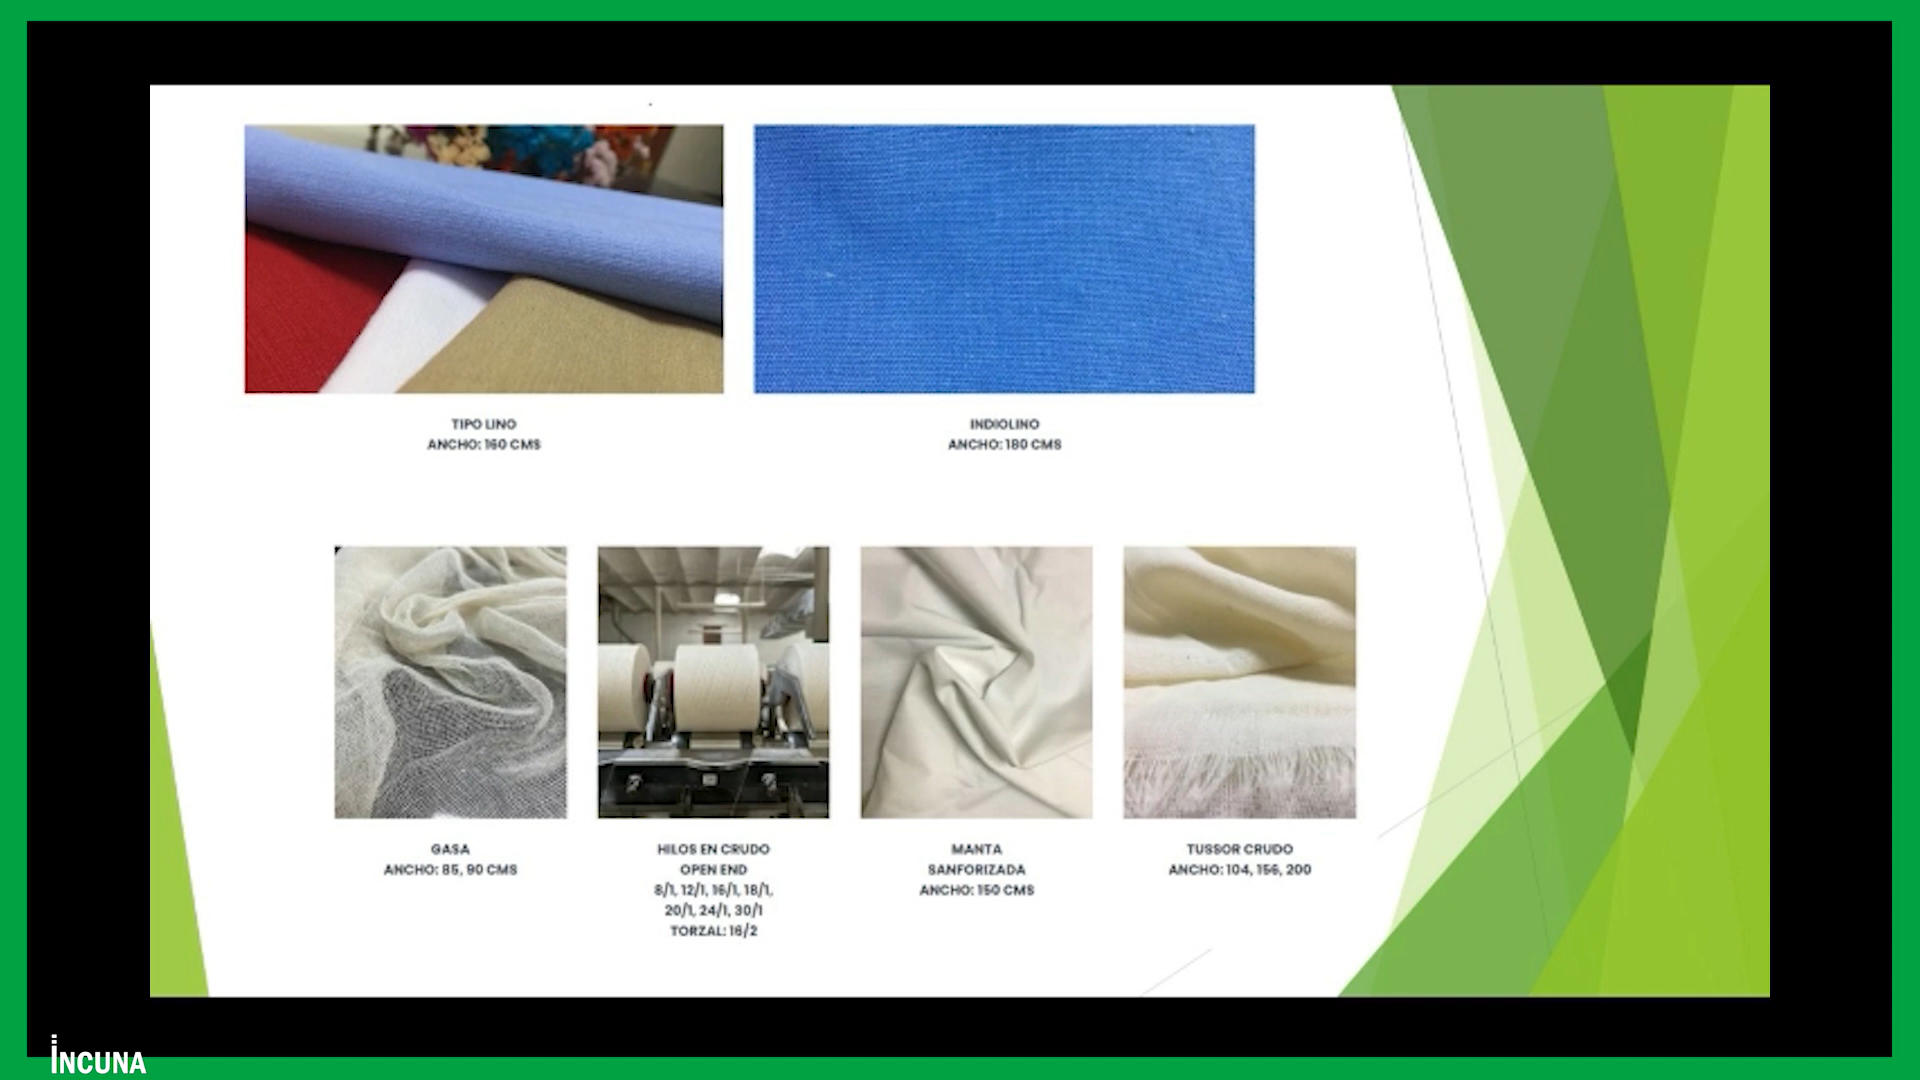 TIPO LINO
ANCHO: 160 CMS
INDIOLINO
ANCHO: 180 CMS
GASA
ANCHO: 85, 90 CMS
HILOS EN CRUDO
OPEN END
8/1, 12/1, 16/1, 18/1,
20/1, 24/1, 30/1
TORZAL: 16/2
MANTA
SANFORIZADA
ANCHO: 150 CMS
TUSSOR CRUDO
ANCHO: 104, 156, 200
INCUNA